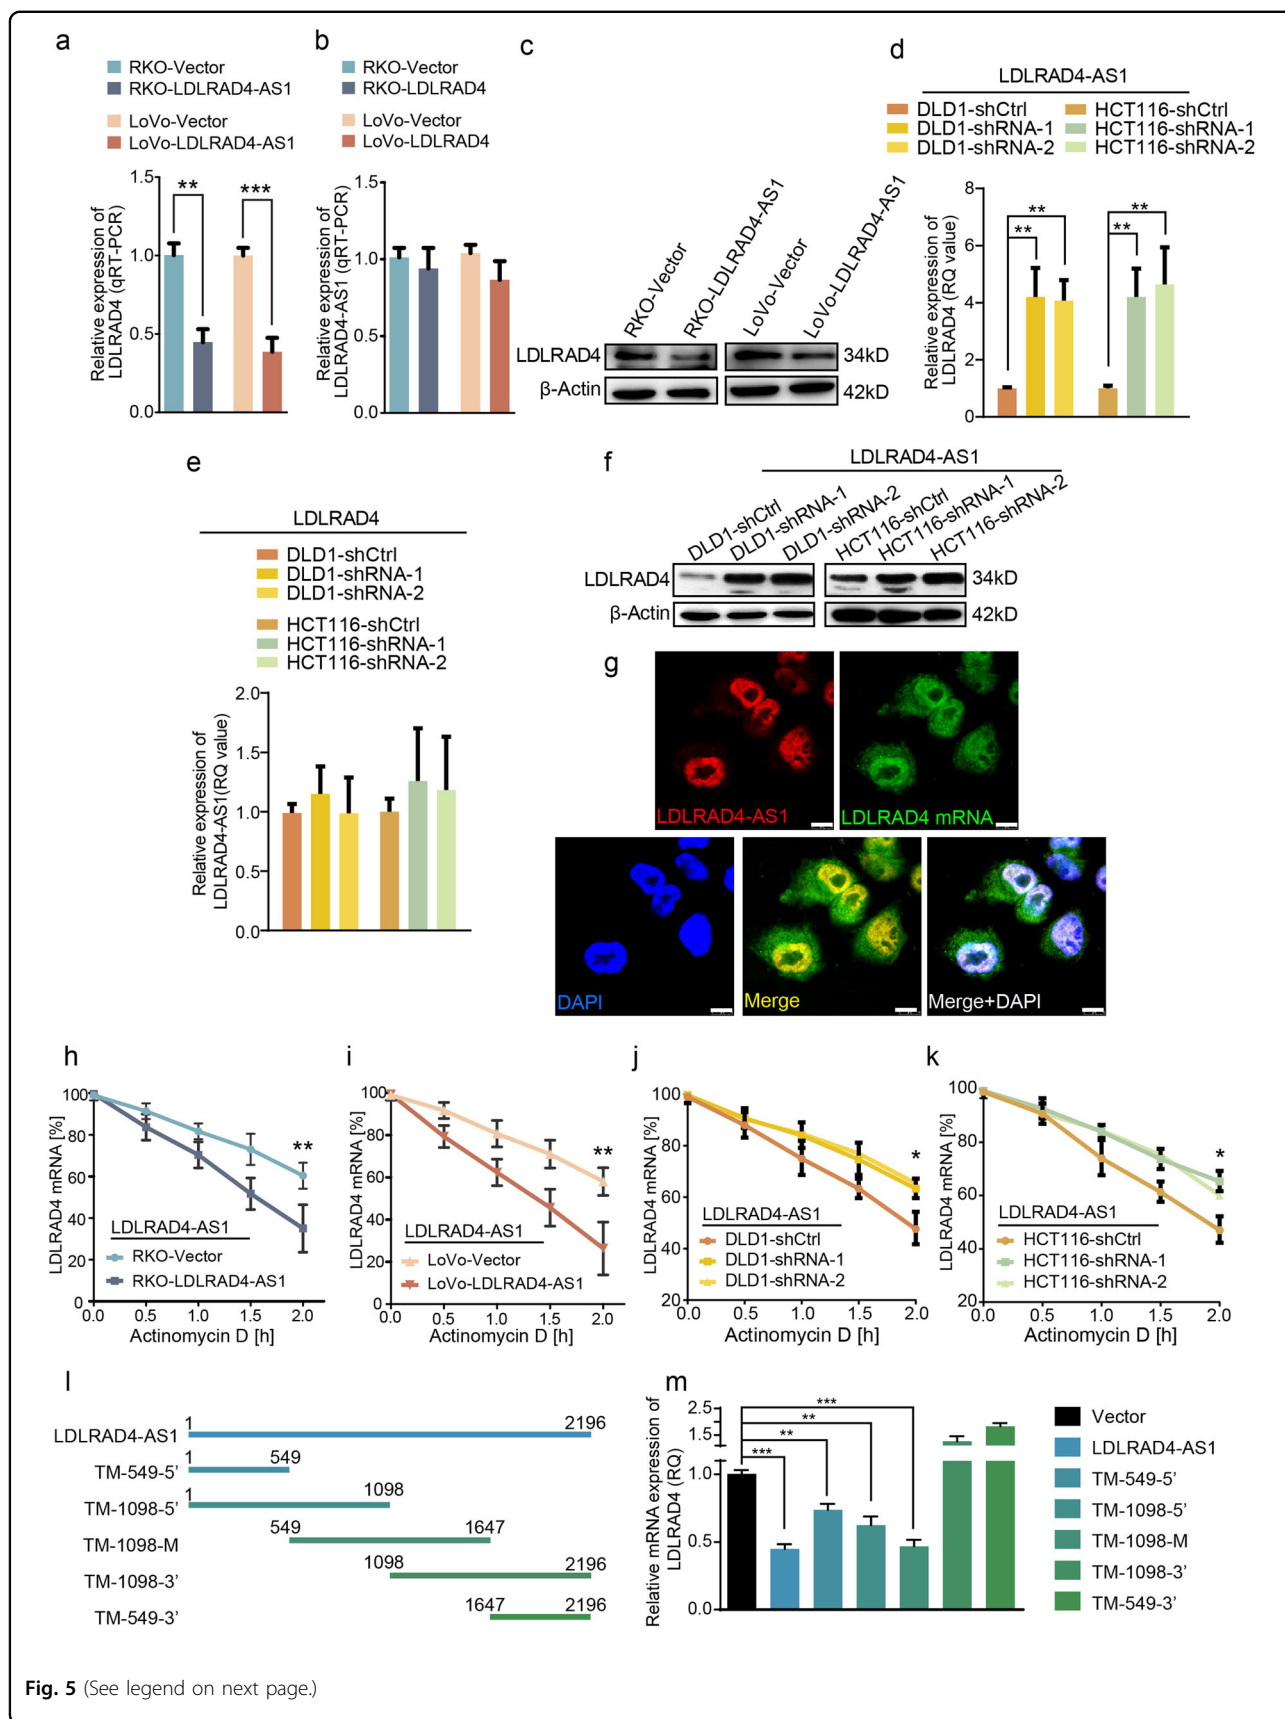 a
RKO-Vector
RKO-LDLRAD4-AS1
LoVo-Vector
LoVo-LDLRAD4-AS1
Relative expression of
LDLRAD4 (qRT-PCR)
1.5
1.0
0.5
0.0
**
***
b
RKO-Vector
RKO-LDLRAD4
LoVo-Vector
LoVo-LDLRAD4
Relative expression of
LDLRAD4-AS1 (qRT-PCR)
1.5
1.0
0.5
0.0
c
RKO-Vector
RKO-LDLRAD4-AS1
LoVo-Vector
LoVo-LDLRAD4-AS1
LDLRAD4
34kD
β-Actin
42kD
d
LDLRAD4-AS1
DLD1-shCtrl
DLD1-shRNA-1
DLD1-shRNA-2
HCT116-shCtrl
HCT116-shRNA-1
HCT116-shRNA-2
Relative expression of
LDLRAD4 (RQ value)
8
6
4
2
0
**
**
**
**
e
LDLRAD4
DLD1-shCtrl
DLD1-shRNA-1
DLD1-shRNA-2
HCT116-shCtrl
HCT116-shRNA-1
HCT116-shRNA-2
Relative expression of
LDLRAD4-AS1(RQ value)
2.0
1.5
1.0
0.5
0.0
f
LDLRAD4-AS1
DLD1-shCtrl
DLD1-shRNA-1
DLD1-shRNA-2
HCT116-shCtrl
HCT116-shRNA-1
HCT116-shRNA-2
LDLRAD4
34kD
β-Actin
42kD
g
LDLRAD4-AS1
LDLRAD4 mRNA
DAPI
Merge
Merge+DAPI
h
LDLRAD4 mRNA [%]
100
80
60
40
20
0
**
LDLRAD4-AS1
RKO-Vector
RKO-LDLRAD4-AS1
0.0 0.5 1.0 1.5 2.0
Actinomycin D [h]
i
LDLRAD4 mRNA [%]
100
80
60
40
20
0
**
LDLRAD4-AS1
LoVo-Vector
LoVo-LDLRAD4-AS1
0.0 0.5 1.0 1.5 2.0
Actinomycin D [h]
j
LDLRAD4 mRNA [%]
100
80
60
40
20
*
LDLRAD4-AS1
DLD1-shCtrl
DLD1-shRNA-1
DLD1-shRNA-2
0.0 0.5 1.0 1.5 2.0
Actinomycin D [h]
k
LDLRAD4 mRNA [%]
100
80
60
40
20
*
LDLRAD4-AS1
HCT116-shCtrl
HCT116-shRNA-1
HCT116-shRNA-2
0.0 0.5 1.0 1.5 2.0
Actinomycin D [h]
l
LDLRAD4-AS1 1 2196
TM-549-5’ 1 549
TM-1098-5’ 1 1098
TM-1098-M 549 1647
TM-1098-3’ 1098 2196
TM-549-3’ 1647 2196
m
Relative mRNA expression of
LDLRAD4 (RQ)
2.5
1.5
1.0
0.5
0.0
***
**
**
***
Vector
LDLRAD4-AS1
TM-549-5’
TM-1098-5’
TM-1098-M
TM-1098-3’
TM-549-3’
Fig. 5 (See legend on next page.)